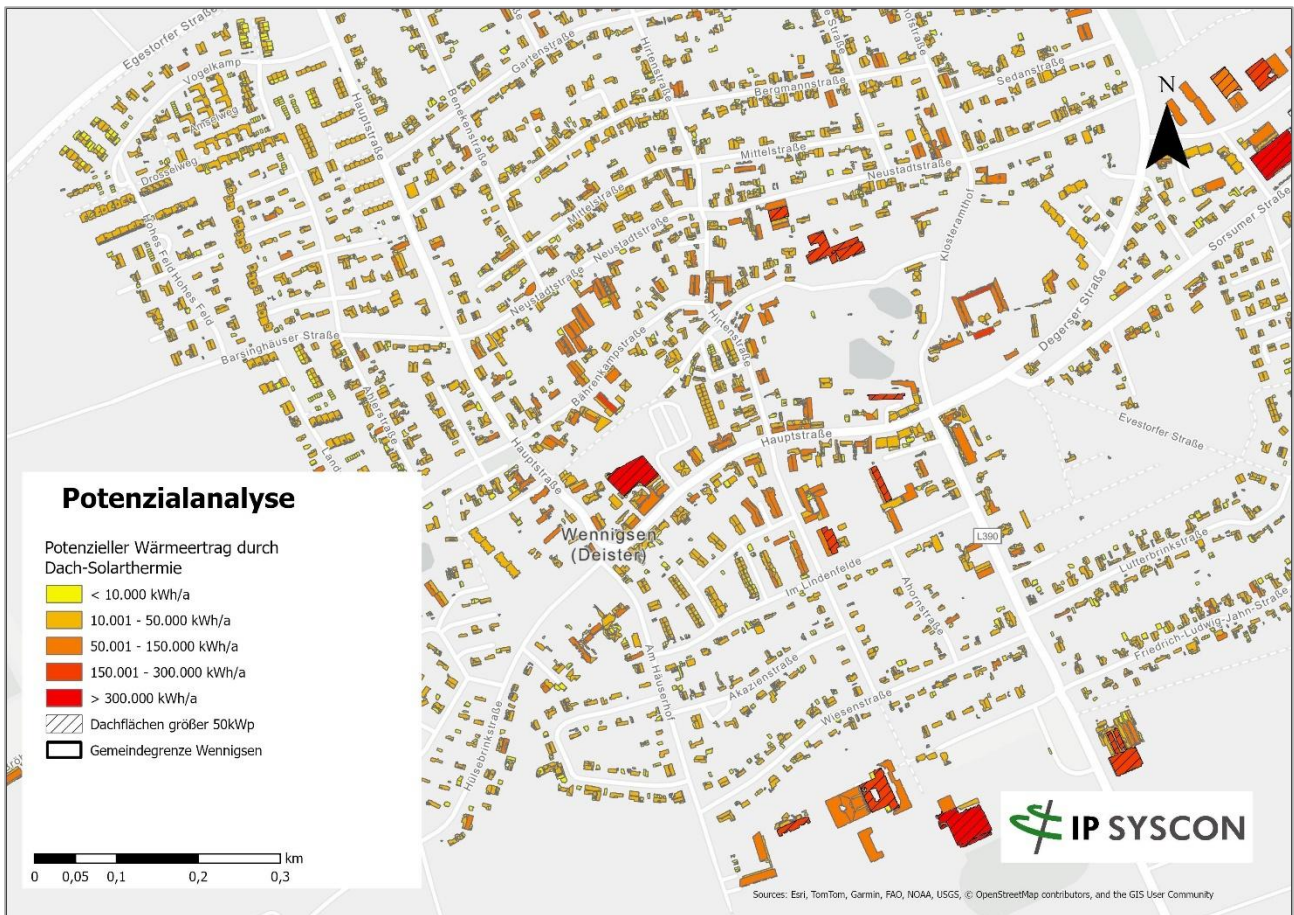 Egestorfer Straße
Vogelkamp
Amselweg
Drosselweg
Hauptstraße
Gartenstraße
Benekenstraße
Hirtenstraße
Bergmannstraße
Sedanstraße
Mittelstraße
Neustadtstraße
Mittelstraße
Neustadtstraße
Neustadtstraße
Klosteramthof
N
Sorsumer Straße
Degerser Straße
Hohes Feld
Hohes Feld
Barsinghäuser Straße
Ahlerstraße
Bährenkampstraße
Hirtenstraße
Hauptstraße
Hauptstraße
Evestorfer Straße
Wennigsen
(Deister)
L390
Lutterbrinkstraße
Friedrich-Ludwig-Jahn-Straße
Im Lindenfelde
Ahornstraße
Akazienstraße
Wiesenstraße
Am Häuserhof
Hülsebrinkstraße
Potenzialanalyse
Potenzieller Wärmeertrag durch
Dach-Solarthermie
< 10.000 kWh/a
10.001 - 50.000 kWh/a
50.001 - 150.000 kWh/a
150.001 - 300.000 kWh/a
> 300.000 kWh/a
Dachflächen größer 50kWp
Gemeindegrenze Wennigsen
km
0 0,05 0,1 0,2 0,3
IP SYSCON
Sources: Esri, TomTom, Garmin, FAO, NOAA, USGS, © OpenStreetMap contributors, and the GIS User Community